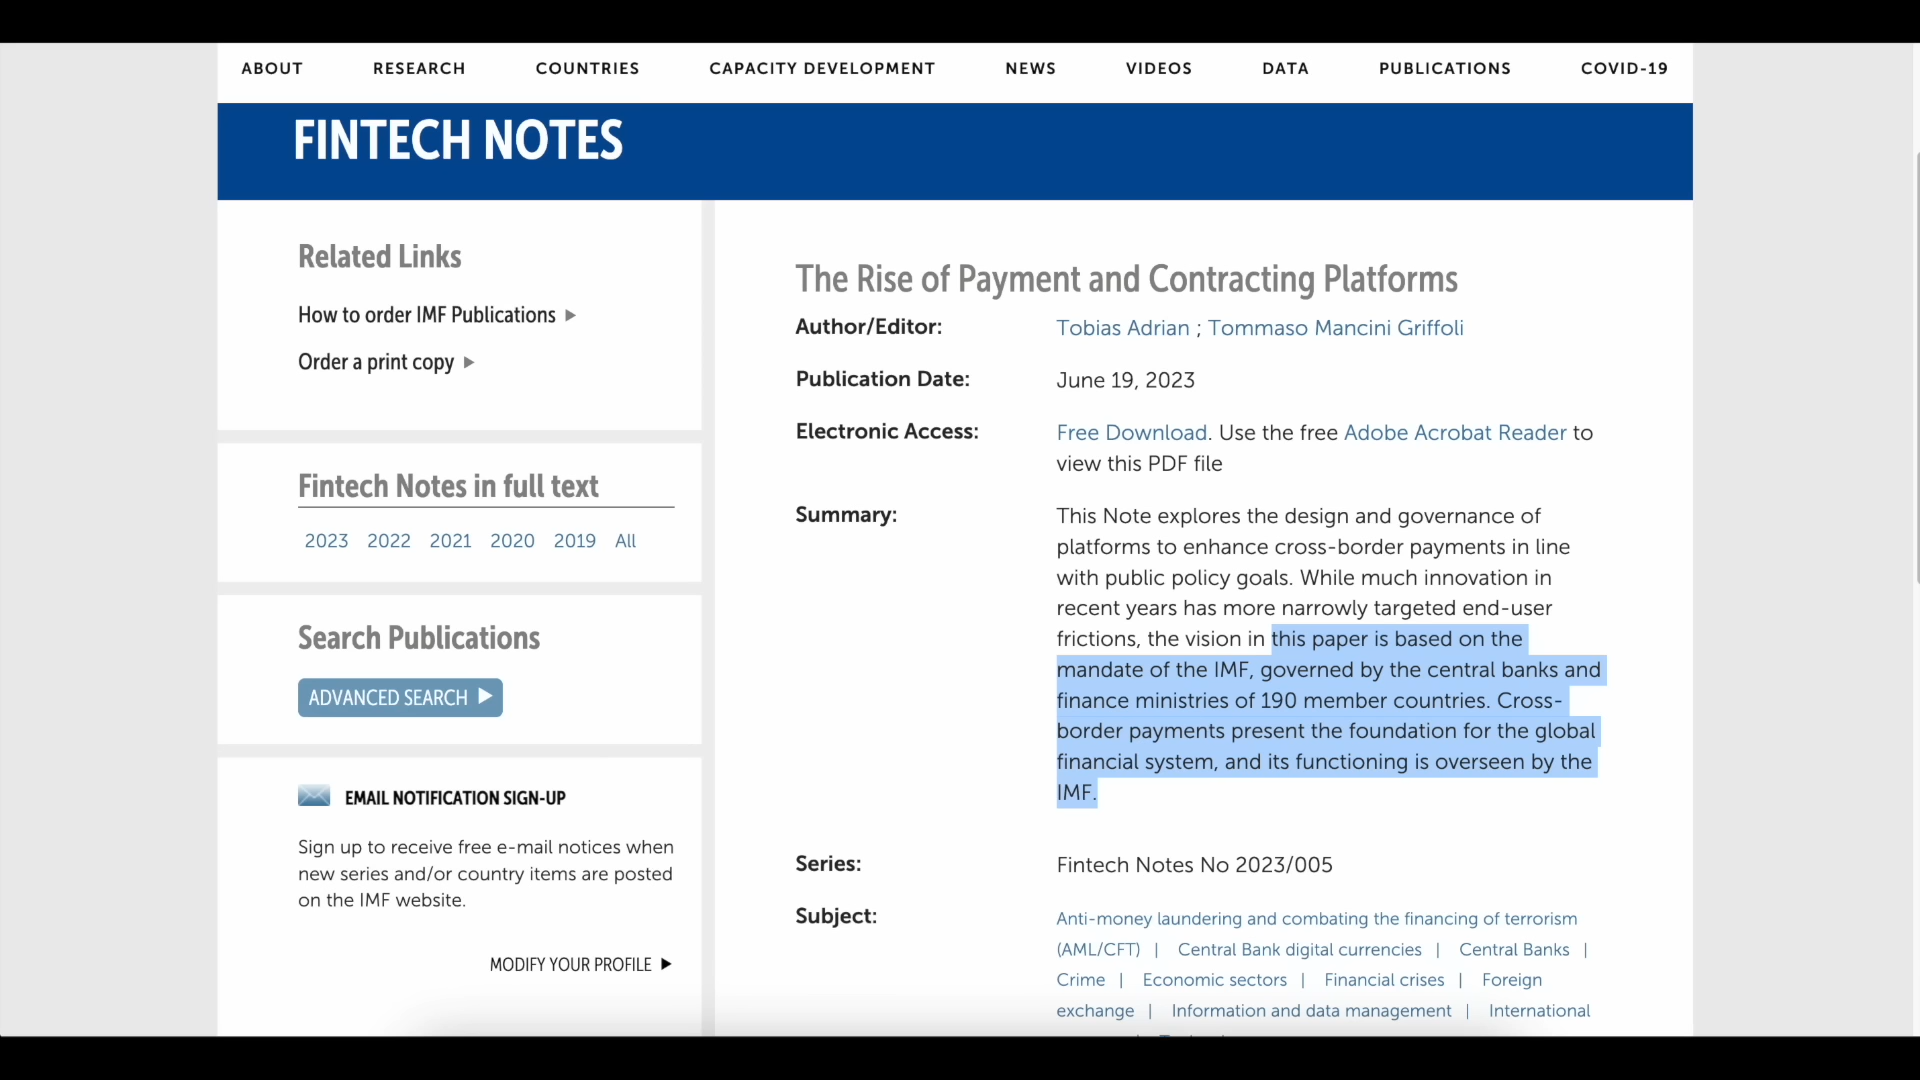 ABOUT RESEARCH COUNTRIES CAPACITY DEVELOPMENT NEWS VIDEOS DATA PUBLICATIONS COVID-19
FINTECH NOTES
Related Links
How to order IMF Publications
Order a print copy
Fintech Notes in full text
2023 2022 2021 2020 2019 All
Search Publications
ADVANCED SEARCH
EMAIL NOTIFICATION SIGN-UP
Sign up to receive free e-mail notices when
new series and/or country items are posted
on the IMF website.
MODIFY YOUR PROFILE
The Rise of Payment and Contracting Platforms
Author/Editor: Tobias Adrian ; Tommaso Mancini Griffoli
Publication Date: June 19, 2023
Electronic Access: Free Download. Use the free Adobe Acrobat Reader to
view this PDF file
Summary: This Note explores the design and governance of
platforms to enhance cross-border payments in line
with public policy goals. While much innovation in
recent years has more narrowly targeted end-user
frictions, the vision in this paper is based on the
mandate of the IMF, governed by the central banks and
finance ministries of 190 member countries. Cross-
border payments present the foundation for the global
financial system, and its functioning is overseen by the
IMF.
Series: Fintech Notes No 2023/005
Subject: Anti-money laundering and combating the financing of terrorism
(AML/CFT) | Central Bank digital currencies | Central Banks |
Crime | Economic sectors | Financial crises | Foreign
exchange | Information and data management | International